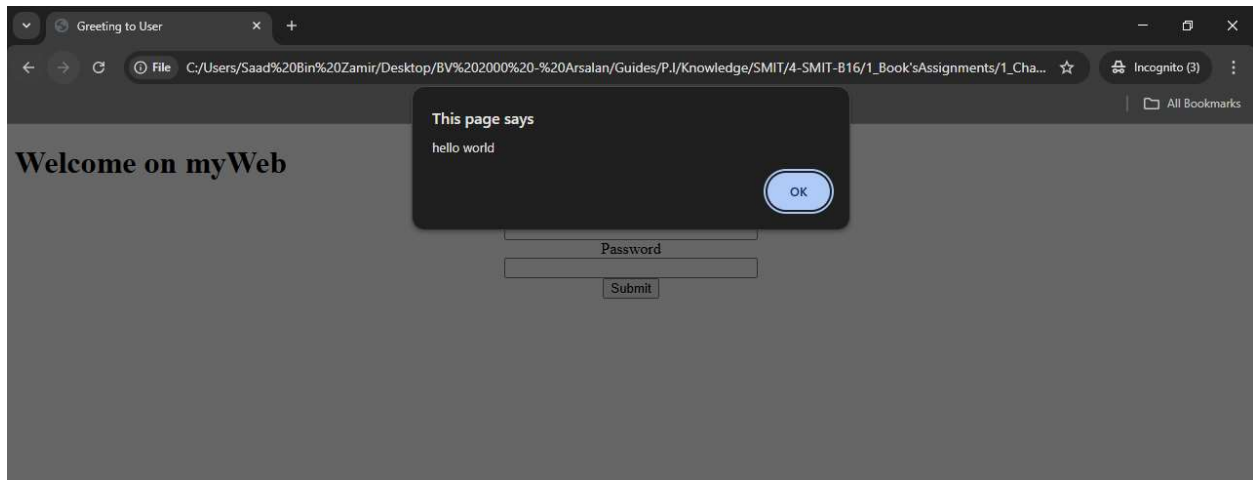 Greeting to User
File C:/Users/Saad%20Bin%20Zamir/Desktop/BV%202000%20-%20Arsalan/Guides/P.I/Knowledge/SMIT/4-SMIT-B16/1_Book'sAssignments/1_Cha... Incognito (3)
All Bookmarks
This page says
hello world
OK
Welcome on myWeb
Password
Submit